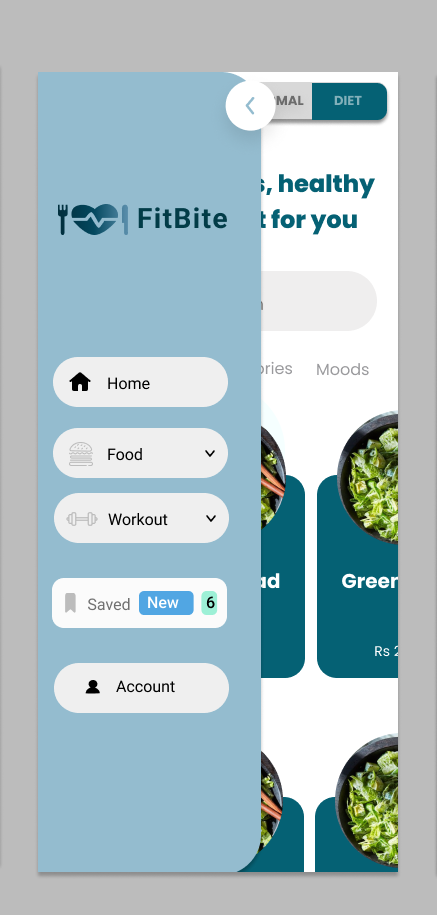 MAL DIET
s, healthy
t for you
FitBite
Home
ories Moods
Food
Workout
ad Green
Saved New 6
Rs 2
Account